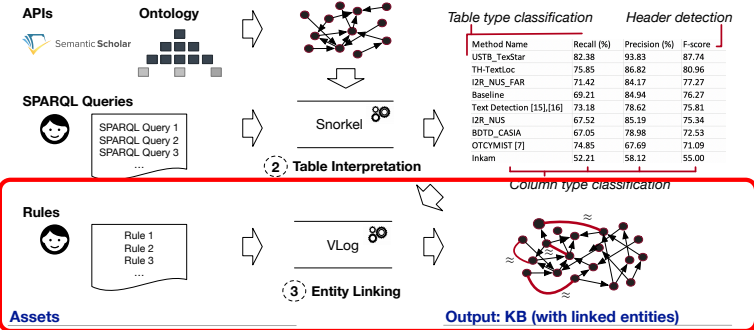 APIs
Ontology
Semantic Scholar
Table type classification
Header detection
Method Name Recall (%) Precision (%) F-score
USTB_TexStar 82.38 93.83 87.74
TH-TextLoc 75.85 86.82 80.96
I2R_NUS_FAR 71.42 84.17 77.27
Baseline 69.21 84.94 76.27
Text Detection [15],[16] 73.18 78.62 75.81
I2R_NUS 67.52 85.19 75.34
BDTD_CASIA 67.05 78.98 72.53
OTCYMIST [7] 74.85 67.69 71.09
Inkam 52.21 58.12 55.00
Column type classification
SPARQL Queries
SPARQL Query 1
SPARQL Query 2
SPARQL Query 3
...
Snorkel
2 Table Interpretation
Rules
Rule 1
Rule 2
Rule 3
...
VLog
3 Entity Linking
≈
≈
≈
≈
Assets
Output: KB (with linked entities)